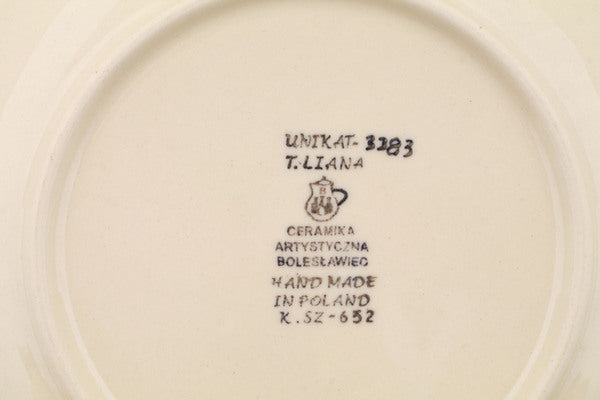 UNIKAT-3283
T.LIANA
B
CERAMIKA
ARTYSTYCZNA
BOLESŁAWIEC
HAND MADE
IN POLAND
K.SZ-652